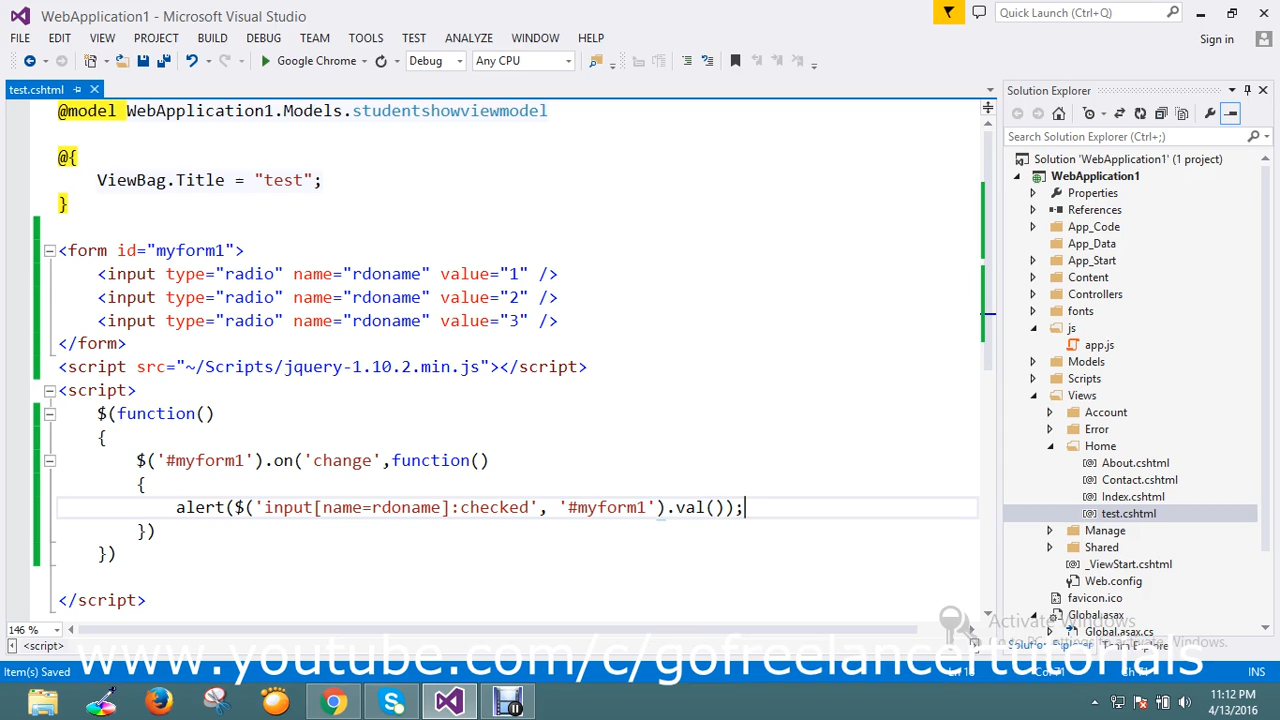 WebApplication1 - Microsoft Visual Studio
Quick Launch (Ctrl+Q)
FILE EDIT VIEW PROJECT BUILD DEBUG TEAM TOOLS TEST ANALYZE WINDOW HELP
Sign in
Google Chrome Debug Any CPU
test.cshtml
@model WebApplication1.Models.studentshowviewmodel
@{
ViewBag.Title = "test";
}
<form id="myform1">
<input type="radio" name="rdoname" value="1" />
<input type="radio" name="rdoname" value="2" />
<input type="radio" name="rdoname" value="3" />
</form>
<script src="~/Scripts/jquery-1.10.2.min.js"></script>
<script>
$(function()
{
$('#myform1').on('change',function()
{
alert($('input[name=rdoname]:checked', '#myform1').val());
})
})
</script>
146 %
<script>
Solution Explorer
Search Solution Explorer (Ctrl+;)
Solution 'WebApplication1' (1 project)
WebApplication1
Properties
References
App_Code
App_Data
App_Start
Content
Controllers
fonts
js
app.js
Models
Scripts
Views
Account
Error
Home
About.cshtml
Contact.cshtml
Index.cshtml
test.cshtml
Manage
Shared
_ViewStart.cshtml
Web.config
favicon.ico
Global.asax
Global.asax.cs
Activate Windows
www.youtube.com/c/gofreelancertutorials
Item(s) Saved
INS
11:12 PM
4/13/2016